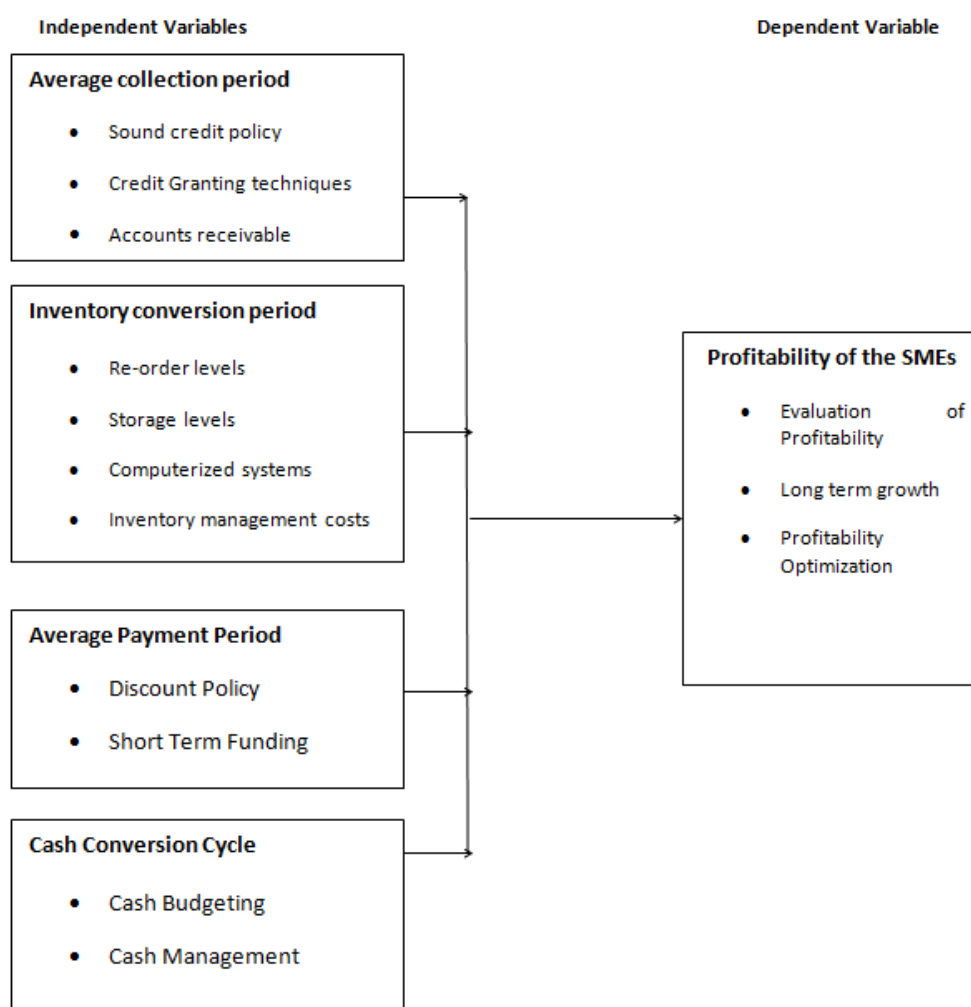 Independent Variables
Dependent Variable
Average collection period
• Sound credit policy
• Credit Granting techniques
• Accounts receivable
Inventory conversion period
• Re-order levels
• Storage levels
• Computerized systems
• Inventory management costs
Average Payment Period
• Discount Policy
• Short Term Funding
Cash Conversion Cycle
• Cash Budgeting
• Cash Management
Profitability of the SMEs
• Evaluation of
Profitability
• Long term growth
• Profitability
Optimization